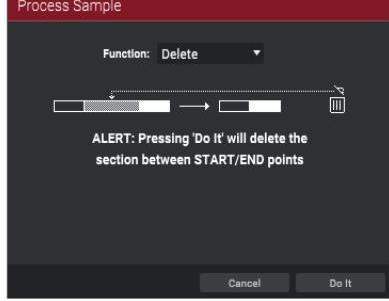 Process Sample
Function: Delete
ALERT: Pressing 'Do It' will delete the
section between START/END points
Cancel Do It